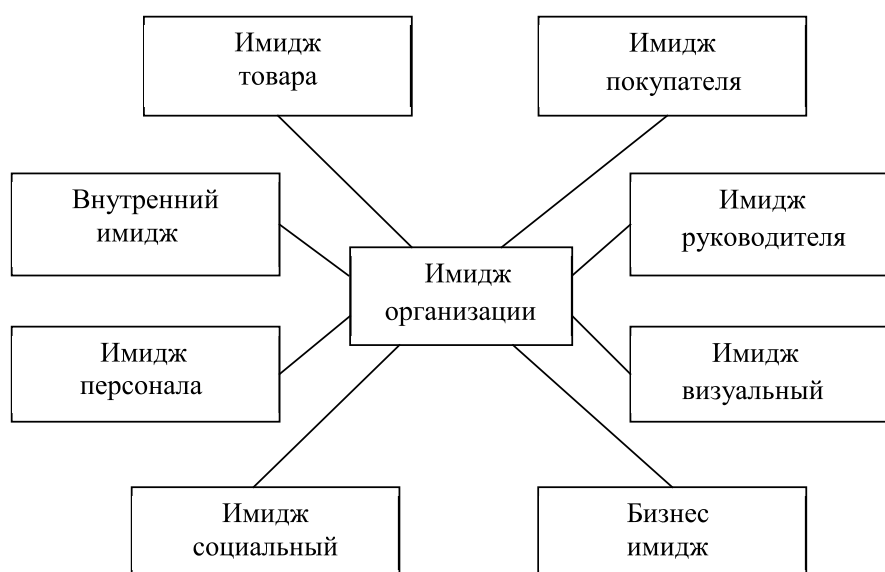 Имидж
товара
Имидж
покупателя
Внутренний
имидж
Имидж
руководителя
Имидж
организации
Имидж
персонала
Имидж
визуальный
Имидж
социальный
Бизнес
имидж